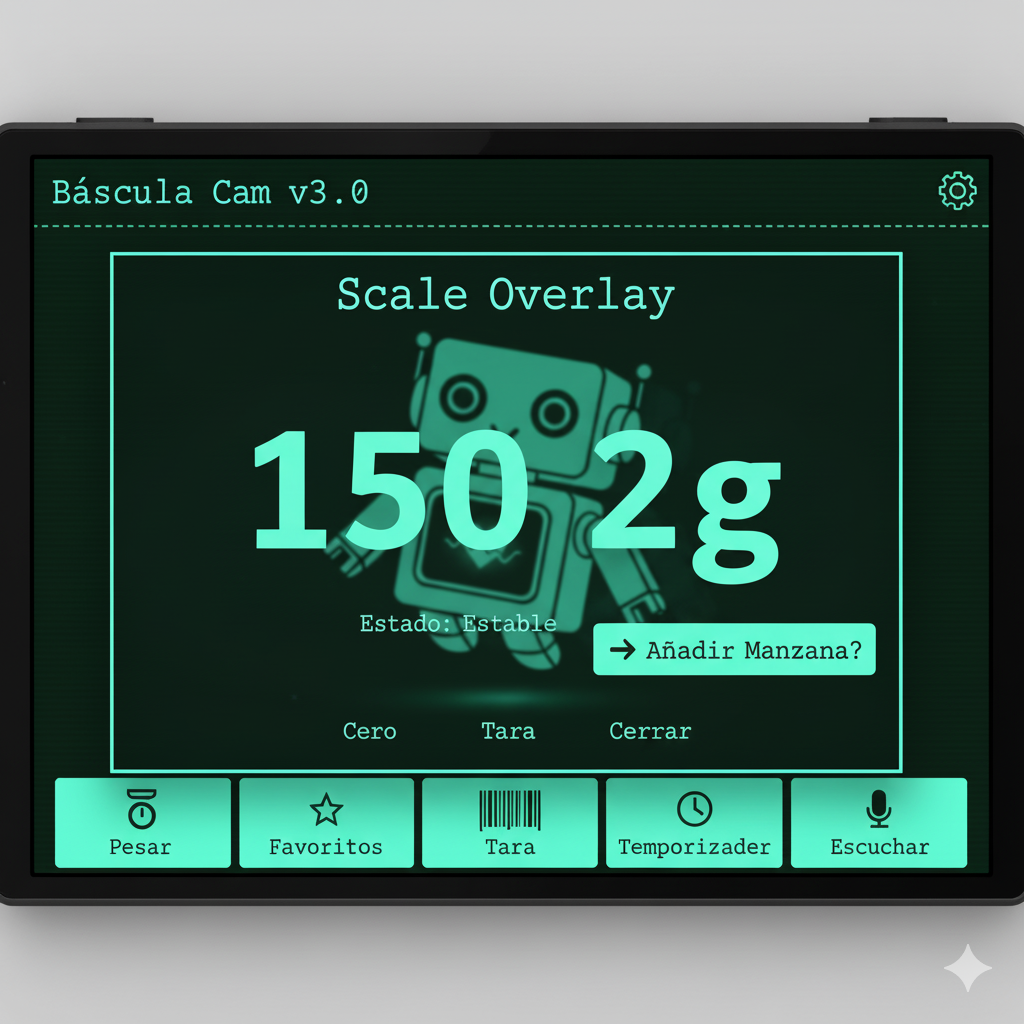 Báscula Cam v3.0
Scale Overlay
150 2g
Estado: Estable
→ Añadir Manzana?
Cero Tara Cerrar
Pesar Favoritos Tara Temporizader Escuchar